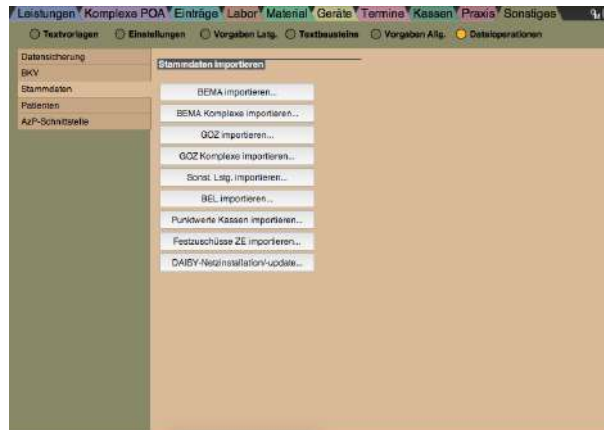 Leistungen Komplexe POA Einträge Labor Material Geräte Termine Kassen Praxis Sonstiges
Textvorlagen Einstellungen Vorgaben Lstg. Textbausteine Vorgaben Allg. Dateioperationen
Datensicherung
BKV
Stammdaten
Patienten
AzP-Schnittstelle
Stammdaten importieren
BEMA importieren...
BEMA Komplexe importieren...
GOZ importieren...
GOZ Komplexe importieren...
Sonst. Lstg. importieren...
BEL importieren...
Punktwerte Kassen importieren...
Festzuschüsse ZE importieren...
DAISY-Netzinstallation/-update...